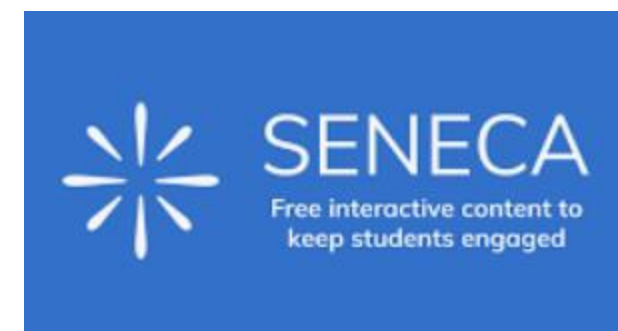 SENECA
Free interactive content to
keep students engaged